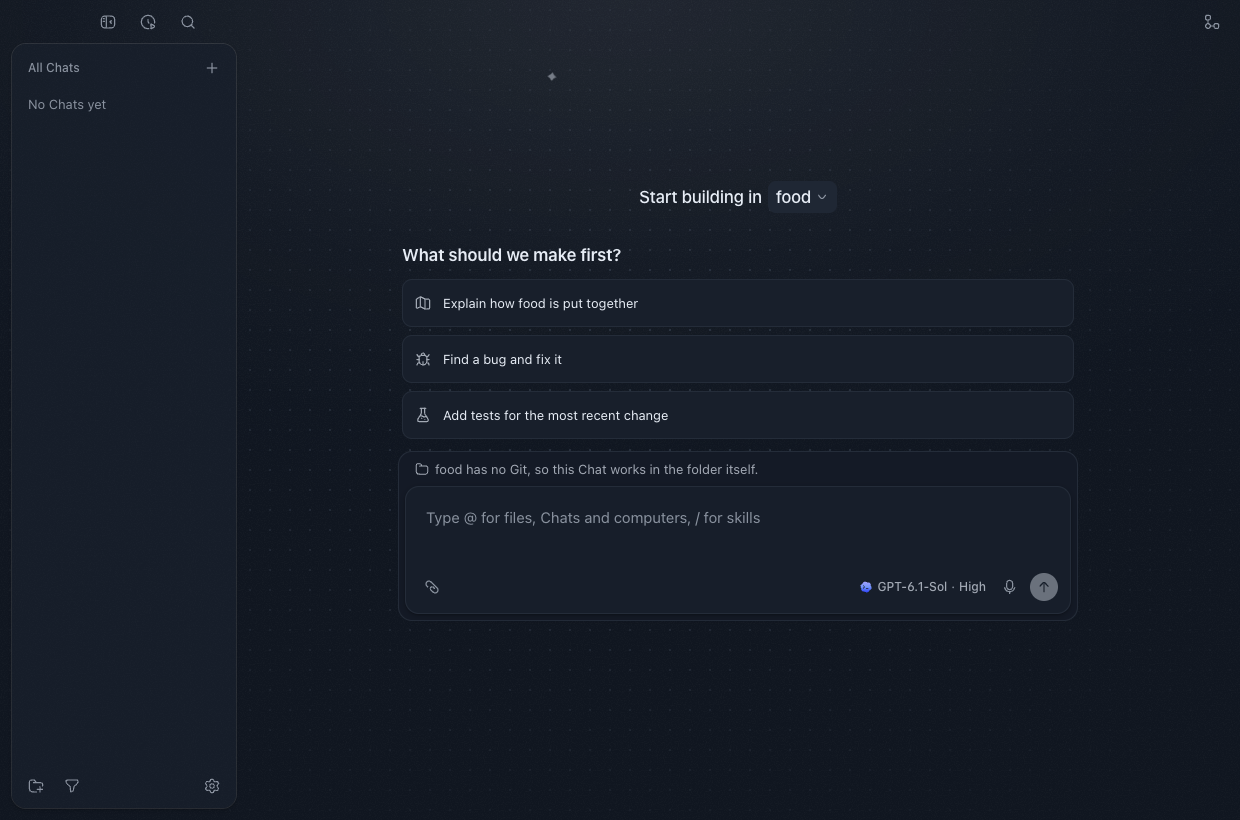 All Chats
No Chats yet
Start building in food
What should we make first?
Explain how food is put together
Find a bug and fix it
Add tests for the most recent change
food has no Git, so this Chat works in the folder itself.
Type @ for files, Chats and computers, / for skills
GPT-6.1-Sol · High